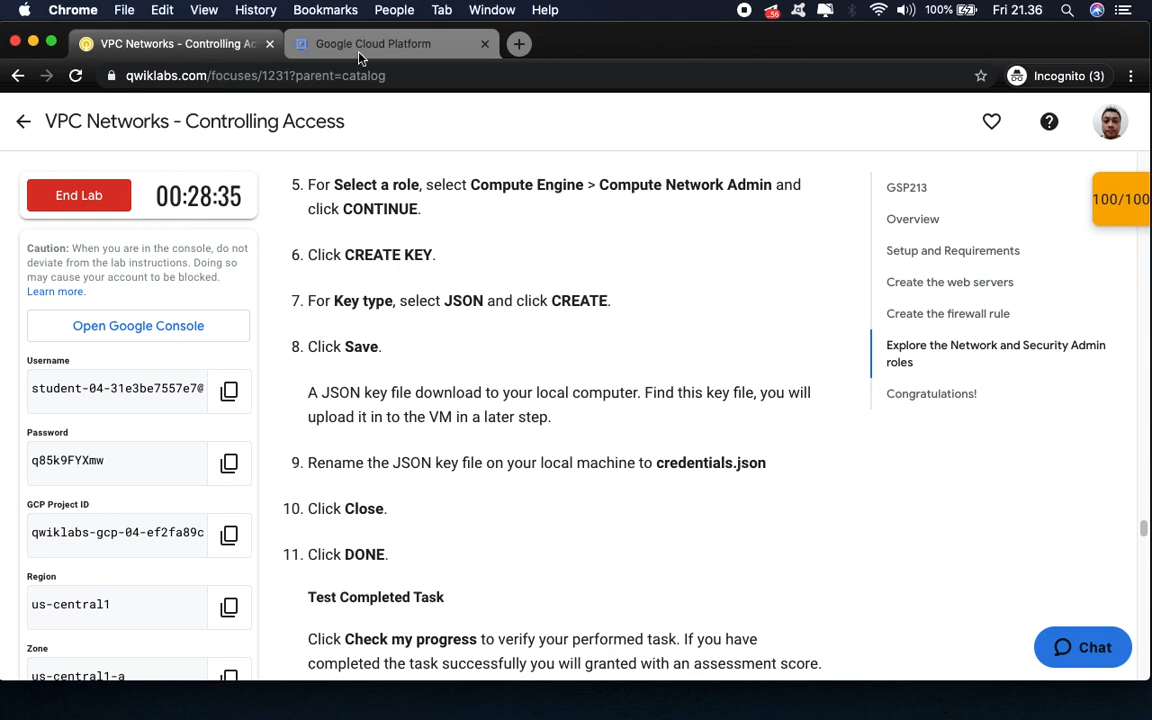 Chrome File Edit View History Bookmarks People Tab Window Help 56 100% Fri 21.36
VPC Networks - Controlling Ac Google Cloud Platform
qwiklabs.com/focuses/1231?parent=catalog Incognito (3)
VPC Networks - Controlling Access
End Lab 00:28:35
Caution: When you are in the console, do not
deviate from the lab instructions. Doing so
may cause your account to be blocked.
Learn more.
Open Google Console
Username
student-04-31e3be7557e7@
Password
q85k9FYXmw
GCP Project ID
qwiklabs-gcp-04-ef2fa89c
Region
us-central1
Zone
us-central1-a
5. For Select a role, select Compute Engine > Compute Network Admin and
click CONTINUE.
6. Click CREATE KEY.
7. For Key type, select JSON and click CREATE.
8. Click Save.
A JSON key file download to your local computer. Find this key file, you will
upload it in to the VM in a later step.
9. Rename the JSON key file on your local machine to credentials.json
10. Click Close.
11. Click DONE.
Test Completed Task
Click Check my progress to verify your performed task. If you have
completed the task successfully you will granted with an assessment score.
GSP213
Overview
Setup and Requirements
Create the web servers
Create the firewall rule
Explore the Network and Security Admin
roles
Congratulations!
100/100
Chat